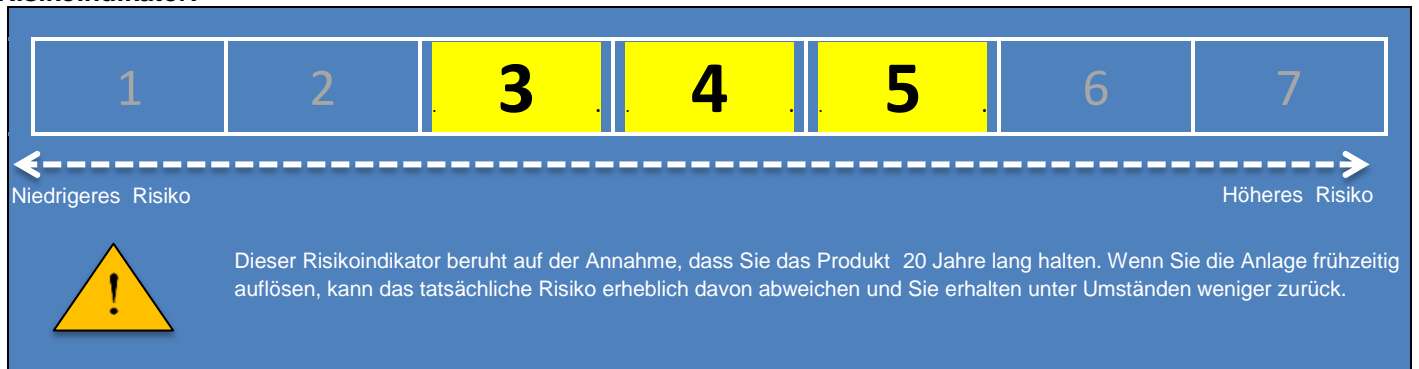 Risikoindikator:
1 2 3 4 5 6 7
Niedrigeres Risiko Höheres Risiko
Dieser Risikoindikator beruht auf der Annahme, dass Sie das Produkt 20 Jahre lang halten. Wenn Sie die Anlage frühzeitig
auflösen, kann das tatsächliche Risiko erheblich davon abweichen und Sie erhalten unter Umständen weniger zurück.
!